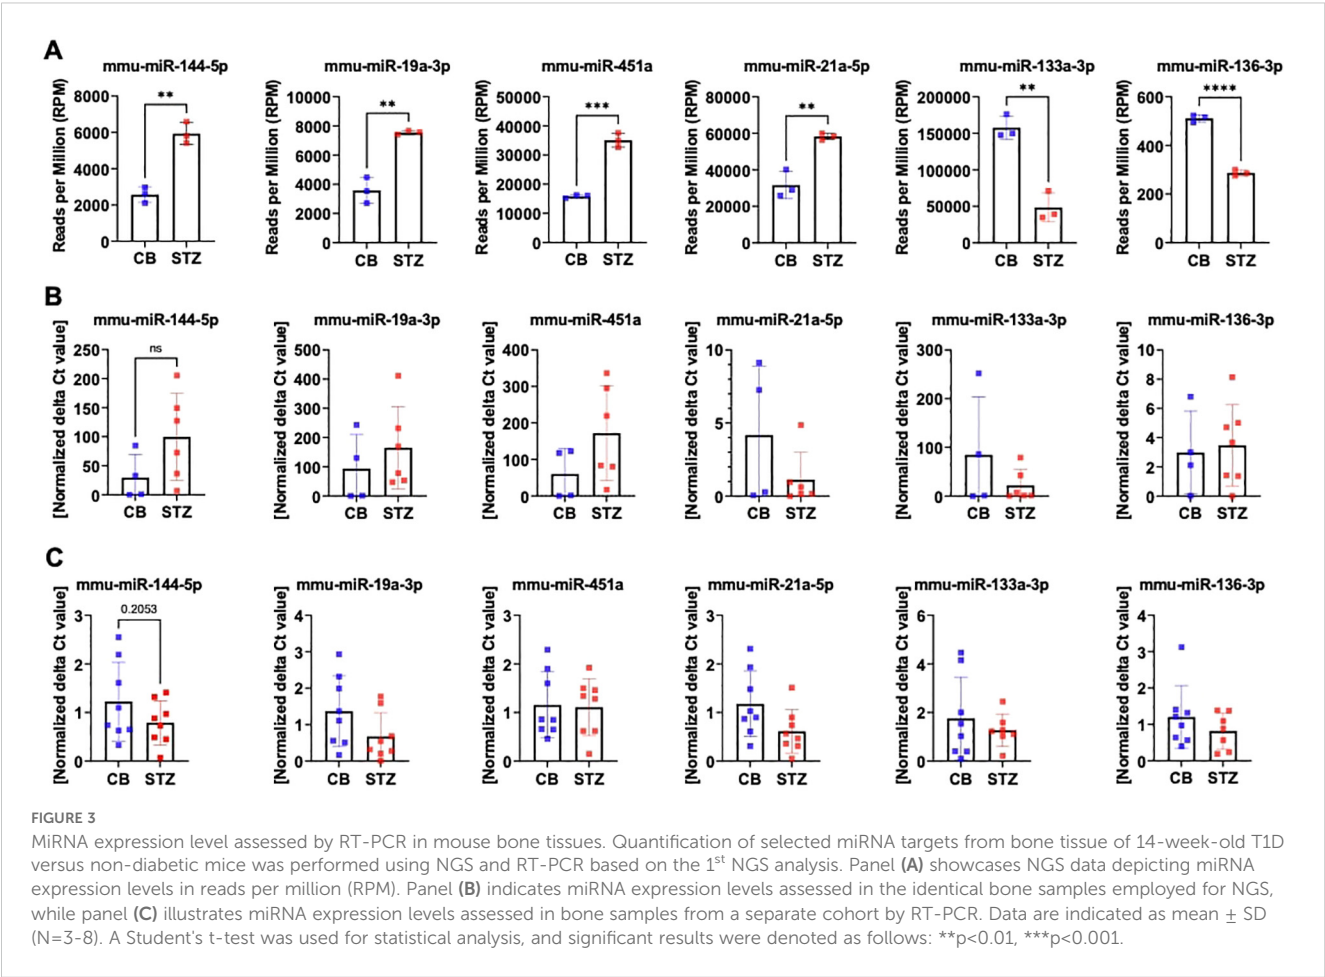 A
mmu-miR-144-5p mmu-miR-19a-3p mmu-miR-451a mmu-miR-21a-5p mmu-miR-133a-3p mmu-miR-136-3p
Reads per Million (RPM) Reads per Million (RPM) Reads per Million (RPM) Reads per Million (RPM) Reads per Million (RPM) Reads per Million (RPM)
** ** *** ** ** ****
8000 10000 50000 80000 200000 600
6000 8000 40000 60000 150000 400
4000 6000 30000 40000 100000 200
2000 4000 20000 20000 50000 0
0 2000 10000 0 0
0 0
CB STZ CB STZ CB STZ CB STZ CB STZ CB STZ
B
mmu-miR-144-5p mmu-miR-19a-3p mmu-miR-451a mmu-miR-21a-5p mmu-miR-133a-3p mmu-miR-136-3p
[Normalized delta Ct value] [Normalized delta Ct value] [Normalized delta Ct value] [Normalized delta Ct value] [Normalized delta Ct value] [Normalized delta Ct value]
ns
250 500 400 10 300 10
200 400 300 5 200 8
150 300 200 0 100 6
100 200 100 0 4
50 100 0 2
0 0 0
CB STZ CB STZ CB STZ CB STZ CB STZ CB STZ
C
mmu-miR-144-5p mmu-miR-19a-3p mmu-miR-451a mmu-miR-21a-5p mmu-miR-133a-3p mmu-miR-136-3p
[Normalized delta Ct value] [Normalized delta Ct value] [Normalized delta Ct value] [Normalized delta Ct value] [Normalized delta Ct value] [Normalized delta Ct value]
0.2053
3 4 3 3 6 4
2 3 2 2 4 3
1 2 1 1 2 2
0 1 0 0 0 1
0 0
CB STZ CB STZ CB STZ CB STZ CB STZ CB STZ
FIGURE 3
MiRNA expression level assessed by RT-PCR in mouse bone tissues. Quantification of selected miRNA targets from bone tissue of 14-week-old T1D
versus non-diabetic mice was performed using NGS and RT-PCR based on the 1st NGS analysis. Panel (A) showcases NGS data depicting miRNA
expression levels in reads per million (RPM). Panel (B) indicates miRNA expression levels assessed in the identical bone samples employed for NGS,
while panel (C) illustrates miRNA expression levels assessed in bone samples from a separate cohort by RT-PCR. Data are indicated as mean ± SD
(N=3-8). A Student's t-test was used for statistical analysis, and significant results were denoted as follows: **p<0.01, ***p<0.001.